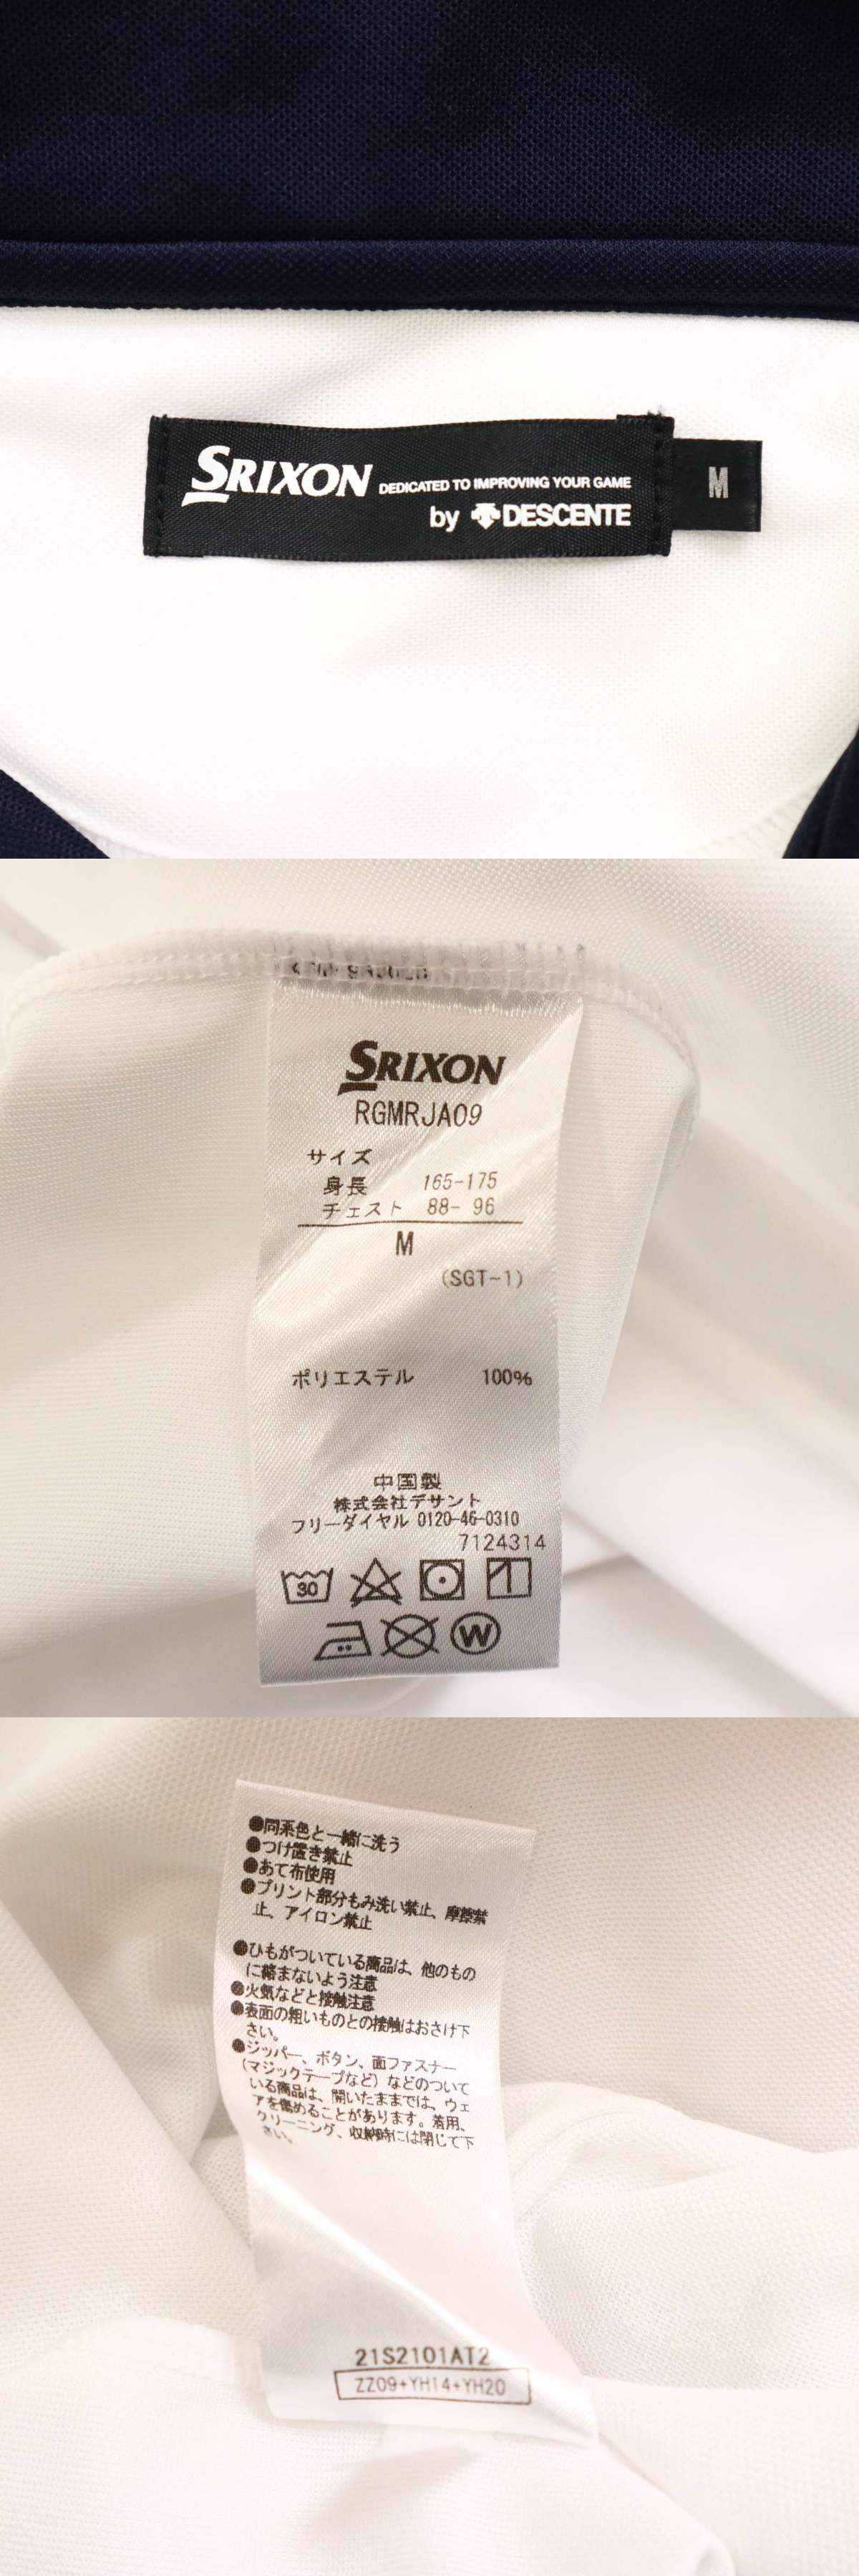 SRIXON DEDICATED TO IMPROVING YOUR GAME
by DESCENTE
M
SRIXON
RGMRJA09
サイズ
身長 165-175
チェスト 88- 96
M
(SGT-1)
ポリエステル 100%
中国製
株式会社デサント
フリーダイヤル 0120-46-0310
7124314
30
W
●同系色と一緒に洗う
●つけ置き禁止
●あて布使用
●プリント部分もみ洗い禁止、摩擦禁
止、アイロン禁止
●ひもがついている商品は、他のもの
に絡まないよう注意
●火気などと接触注意
●表面の粗いものとの接触はおさけ下
さい。
●ジッパー、ボタン、面ファスナー
(マジックテープなど)などのついて
いる商品は、開いたままでは、ウェ
アを傷めることがあります。着用、
クリーニング、収納時には閉じて下
さい。
21S2101AT2
ZZ09+YH14+YH20